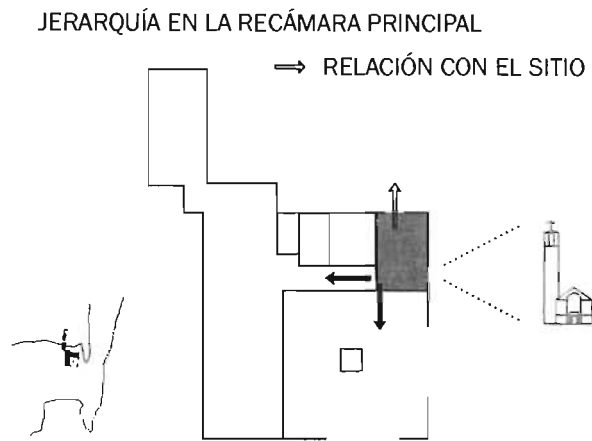 JERARQUÍA EN LA RECÁMARA PRINCIPAL
⇒ RELACIÓN CON EL SITIO